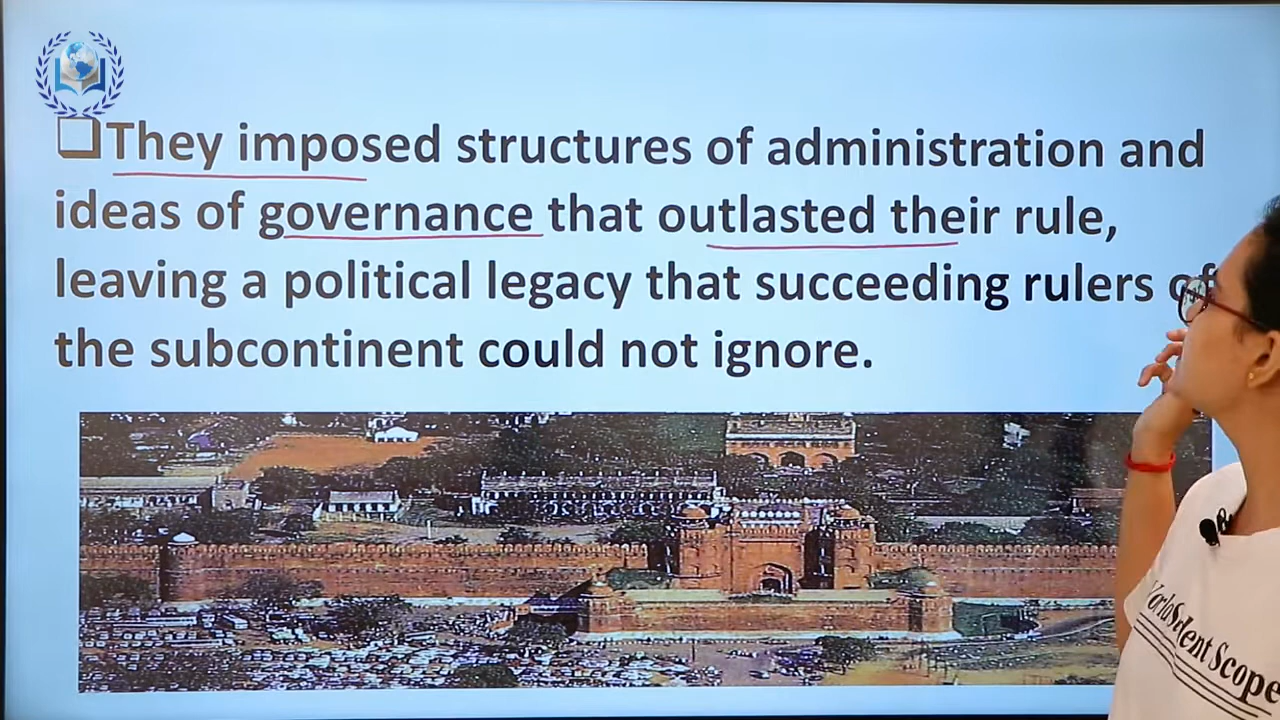 ❑They imposed structures of administration and
ideas of governance that outlasted their rule,
leaving a political legacy that succeeding rulers of
the subcontinent could not ignore.